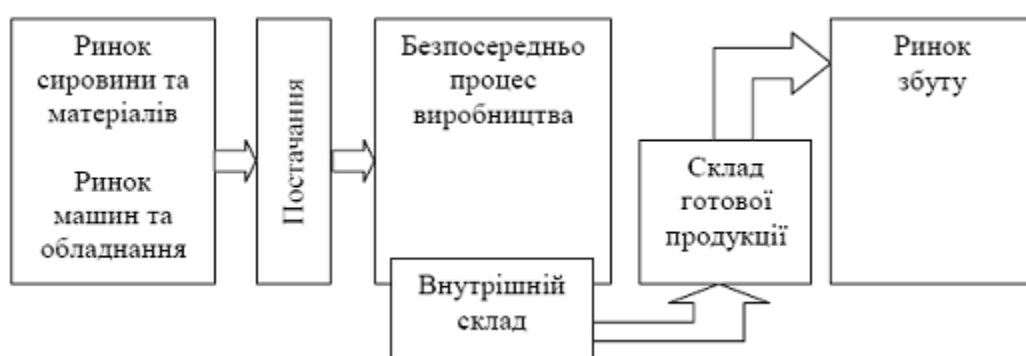 Ринок
сировини та
матеріалів
Ринок
машин та
обладнання
Постачання
Безпосередньо
процес
виробництва
Внутрішній
склад
Склад
готової
продукції
Ринок
збуту